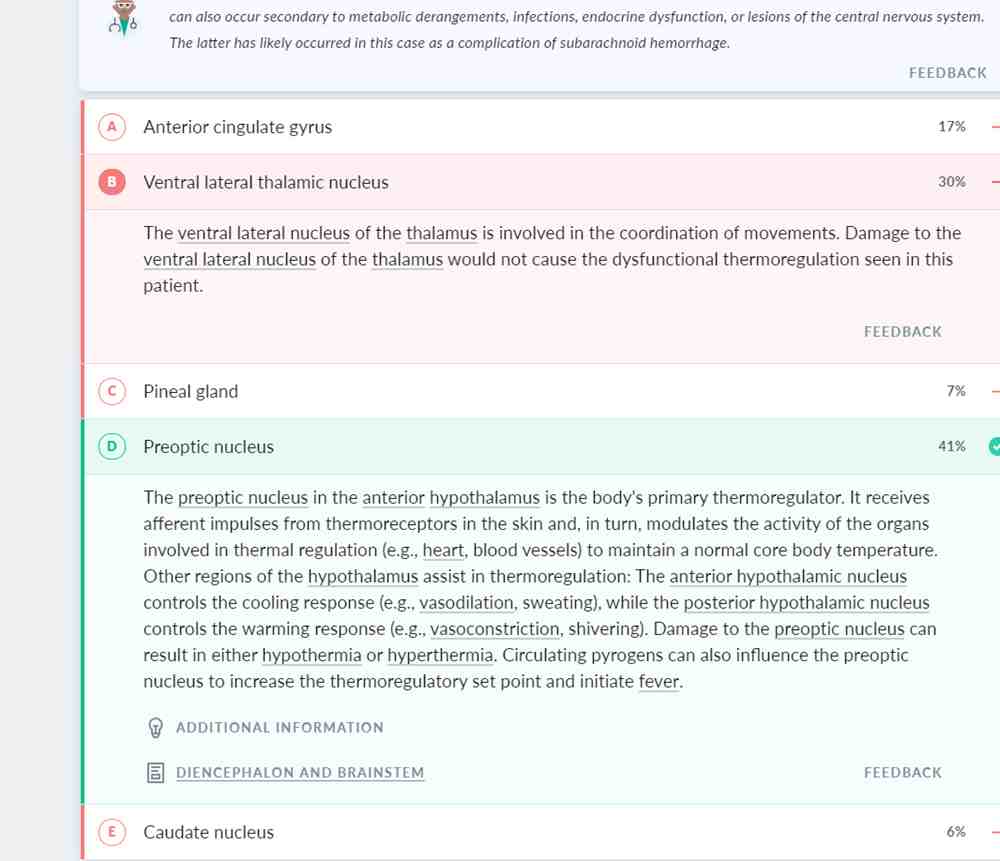 can also occur secondary to metabolic derangements, infections, endocrine dysfunction, or lesions of the central nervous system.
The latter has likely occurred in this case as a complication of subarachnoid hemorrhage.
FEEDBACK
A Anterior cingulate gyrus 17%
B Ventral lateral thalamic nucleus 30%
The ventral lateral nucleus of the thalamus is involved in the coordination of movements. Damage to the
ventral lateral nucleus of the thalamus would not cause the dysfunctional thermoregulation seen in this
patient.
FEEDBACK
C Pineal gland 7%
D Preoptic nucleus 41%
The preoptic nucleus in the anterior hypothalamus is the body's primary thermoregulator. It receives
afferent impulses from thermoreceptors in the skin and, in turn, modulates the activity of the organs
involved in thermal regulation (e.g., heart, blood vessels) to maintain a normal core body temperature.
Other regions of the hypothalamus assist in thermoregulation: The anterior hypothalamic nucleus
controls the cooling response (e.g., vasodilation, sweating), while the posterior hypothalamic nucleus
controls the warming response (e.g., vasoconstriction, shivering). Damage to the preoptic nucleus can
result in either hypothermia or hyperthermia. Circulating pyrogens can also influence the preoptic
nucleus to increase the thermoregulatory set point and initiate fever.
ADDITIONAL INFORMATION
DIENCEPHALON AND BRAINSTEM FEEDBACK
E Caudate nucleus 6%